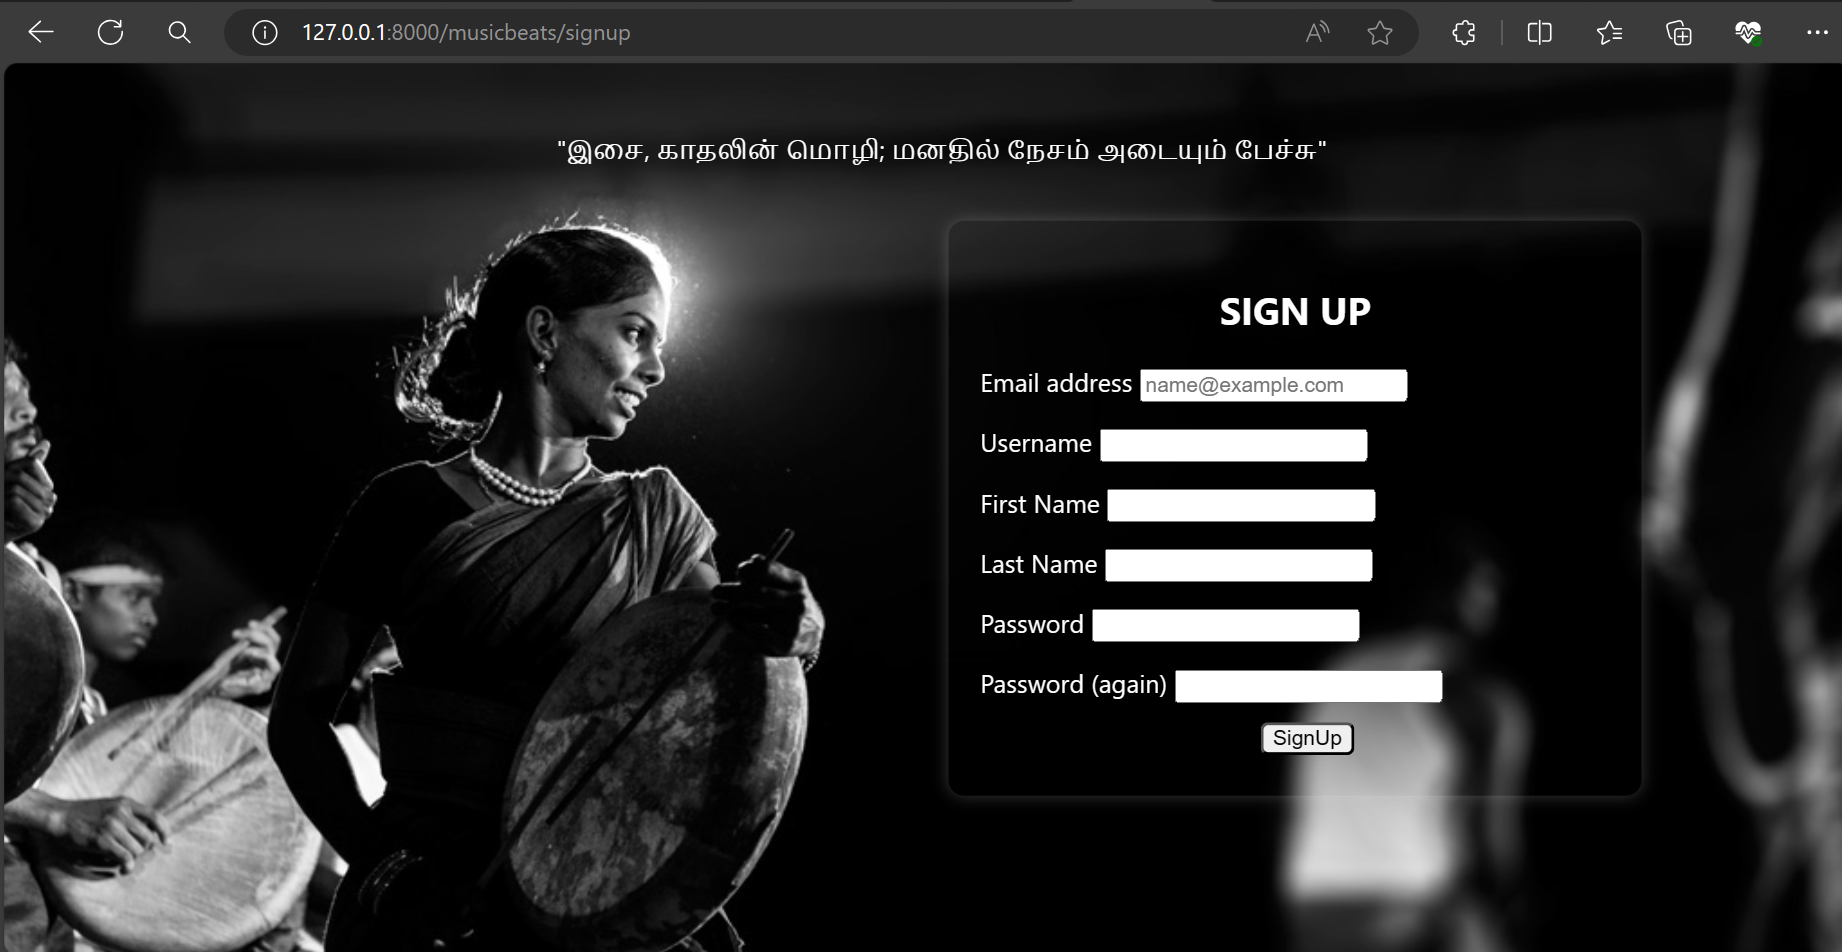 127.0.0.1:8000/musicbeats/signup
"இசை, காதலின் மொழி; மனதில் நேசம் அடையும் பேச்சு"
SIGN UP
Email address name@example.com
Username
First Name
Last Name
Password
Password (again)
SignUp